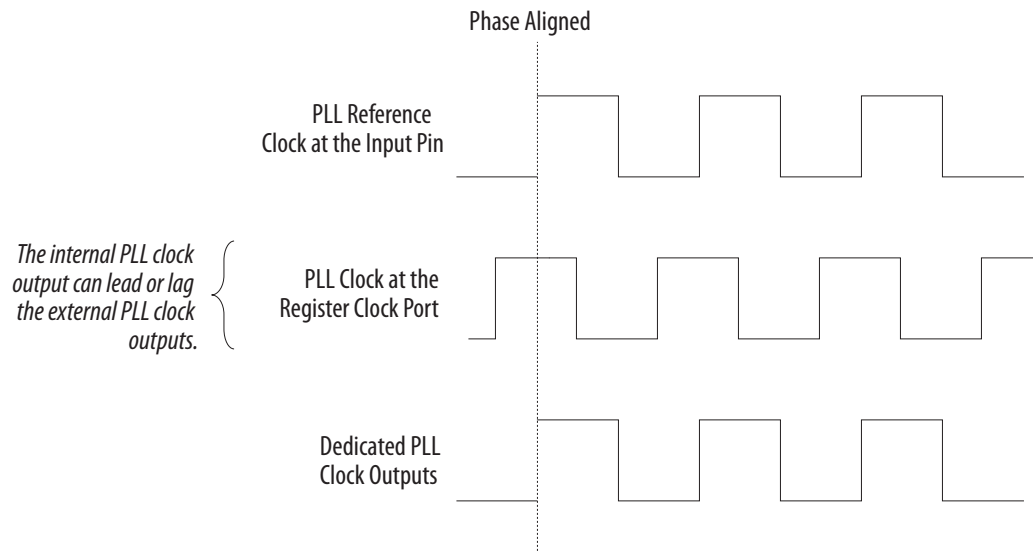 Phase Aligned
PLL Reference
Clock at the Input Pin
The internal PLL clock
output can lead or lag
the external PLL clock
outputs.
PLL Clock at the
Register Clock Port
Dedicated PLL
Clock Outputs